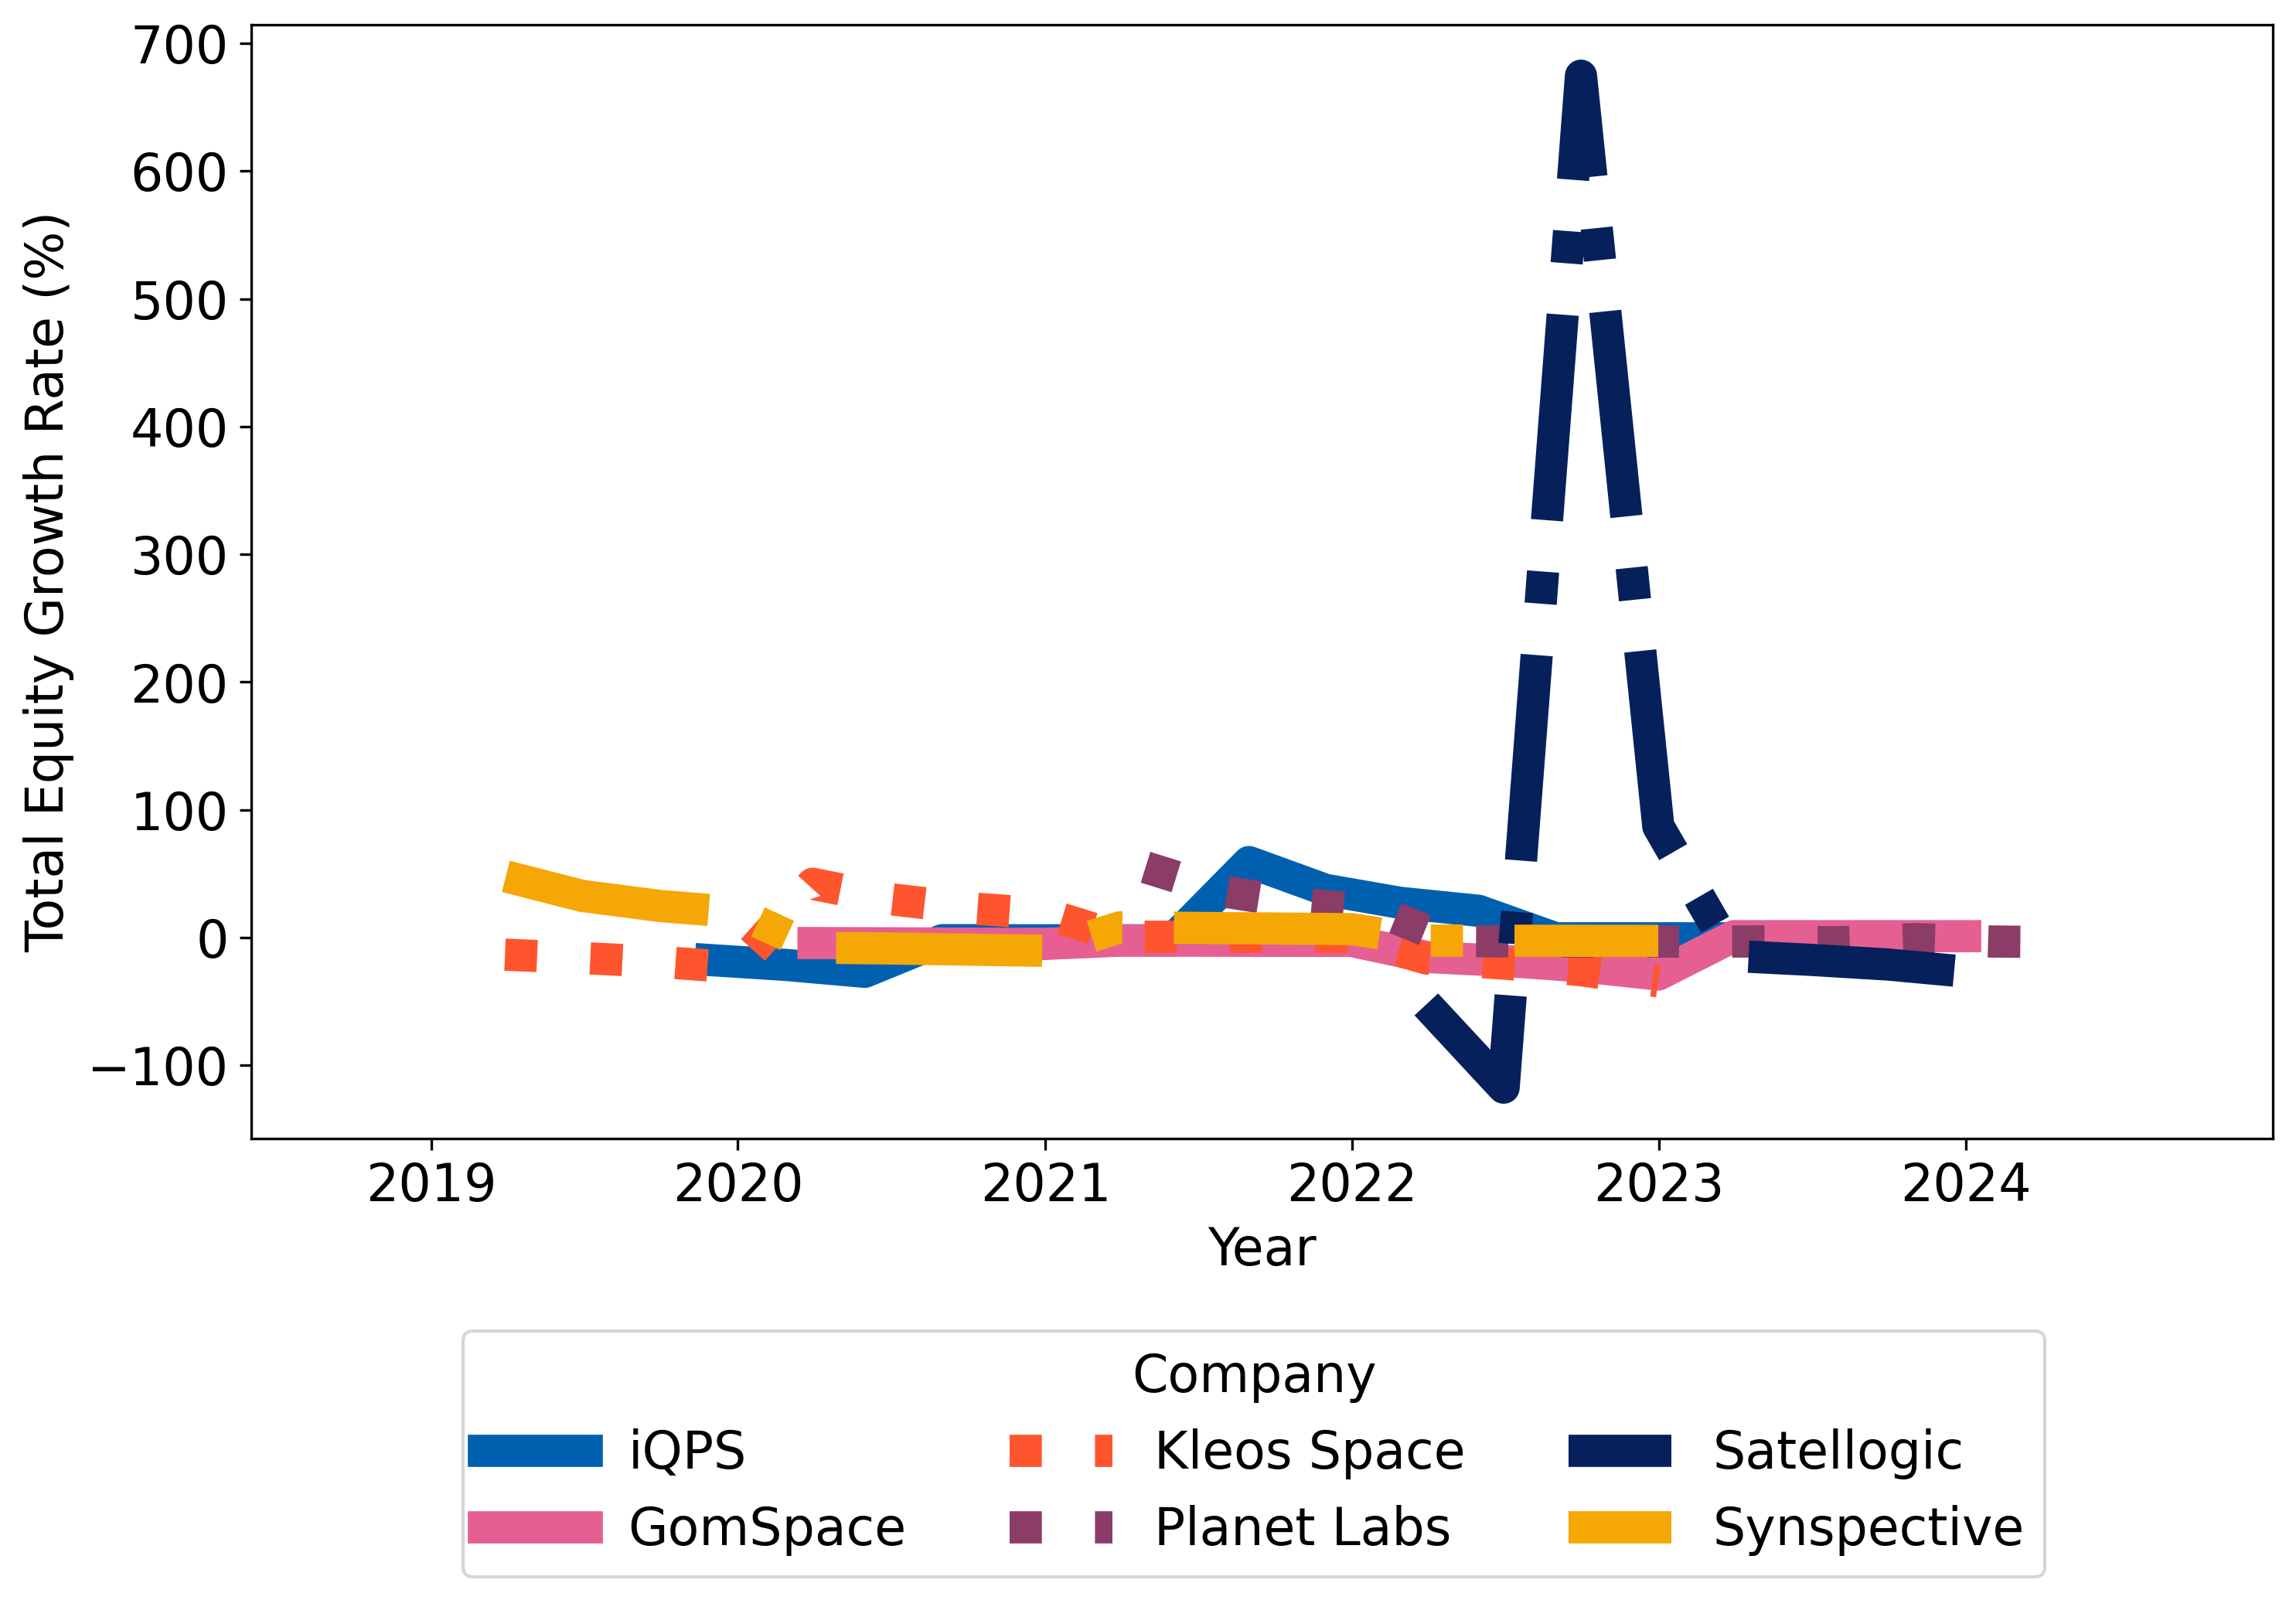 700
600
500
400
300
200
100
0
−100
Total Equity Growth Rate (%)
2019 2020 2021 2022 2023 2024
Year
Company
iQPS Kleos Space Satellogic
GomSpace Planet Labs Synspective